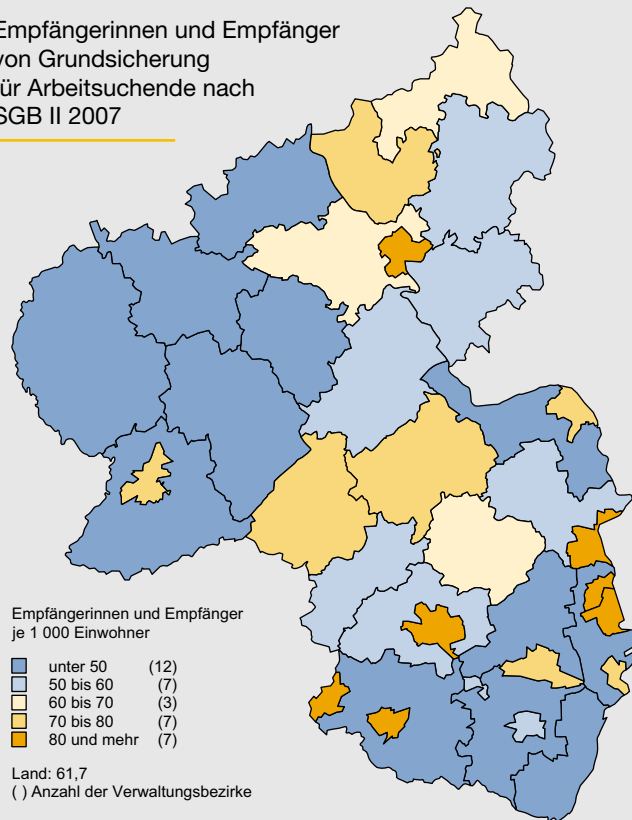 Empfängerinnen und Empfänger
von Grundsicherung
für Arbeitsuchende nach
SGB II 2007
Empfängerinnen und Empfänger
je 1 000 Einwohner
unter 50 (12)
50 bis 60 (7)
60 bis 70 (3)
70 bis 80 (7)
80 und mehr (7)
Land: 61,7
( ) Anzahl der Verwaltungsbezirke